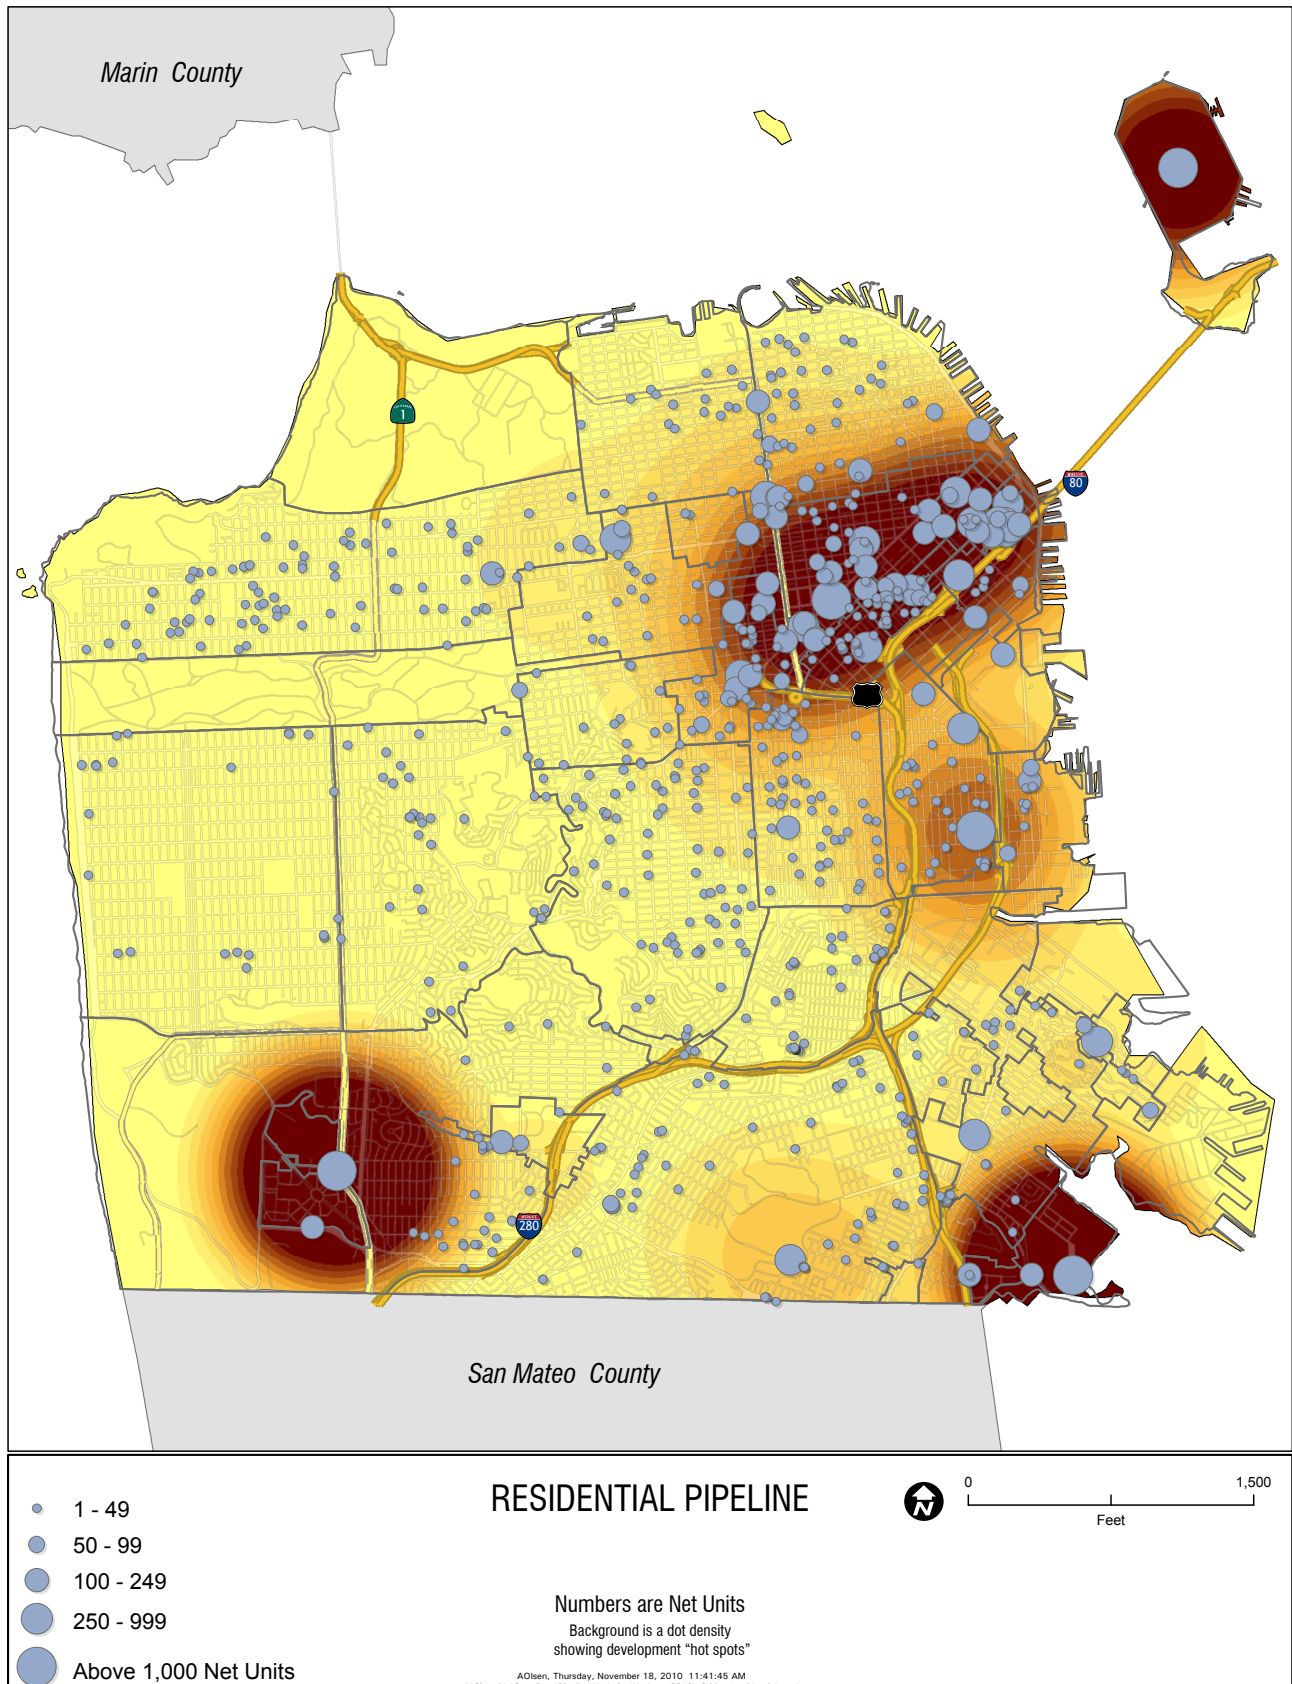 Marin County
1
80
280
San Mateo County
RESIDENTIAL PIPELINE
N
0 1,500
Feet
1 - 49
50 - 99
100 - 249
250 - 999
Above 1,000 Net Units
Numbers are Net Units
Background is a dot density
showing development “hot spots”
AOlsen, Thursday, November 18, 2010 11:41:45 AM